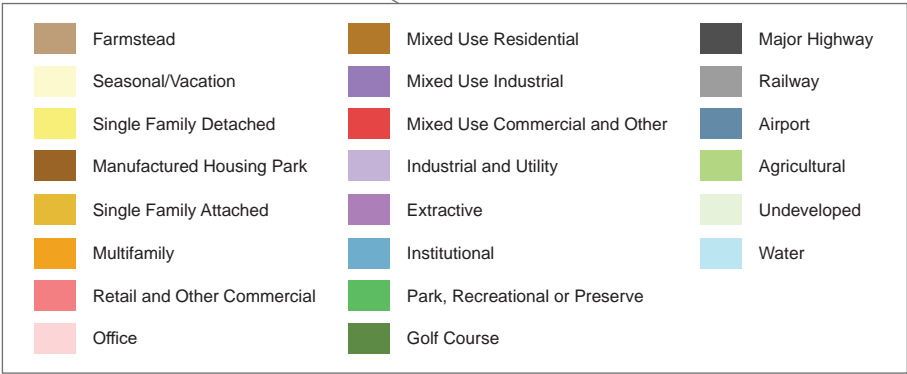 Farmstead
Seasonal/Vacation
Single Family Detached
Manufactured Housing Park
Single Family Attached
Multifamily
Retail and Other Commercial
Office
Mixed Use Residential
Mixed Use Industrial
Mixed Use Commercial and Other
Industrial and Utility
Extractive
Institutional
Park, Recreational or Preserve
Golf Course
Major Highway
Railway
Airport
Agricultural
Undeveloped
Water